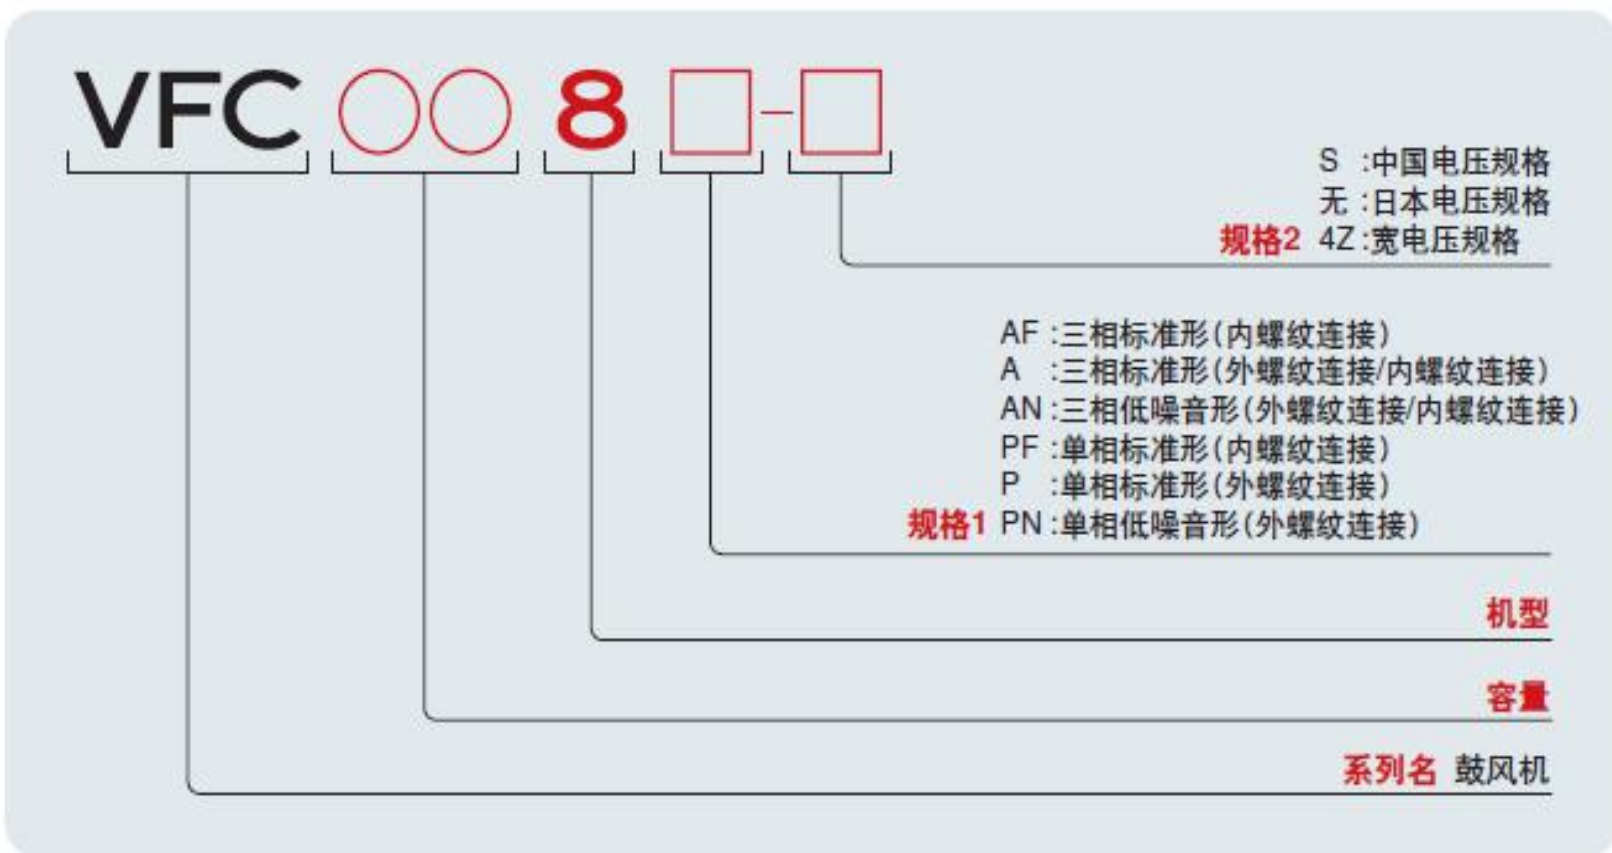 VFC○○8□-□
S :中国电压规格
无 :日本电压规格
规格2 4Z:宽电压规格
AF :三相标准形(内螺纹连接)
A :三相标准形(外螺纹连接/内螺纹连接)
AN:三相低噪音形(外螺纹连接/内螺纹连接)
PF :单相标准形(内螺纹连接)
P :单相标准形(外螺纹连接)
规格1 PN:单相低噪音形(外螺纹连接)
机型
容量
系列名 鼓风机